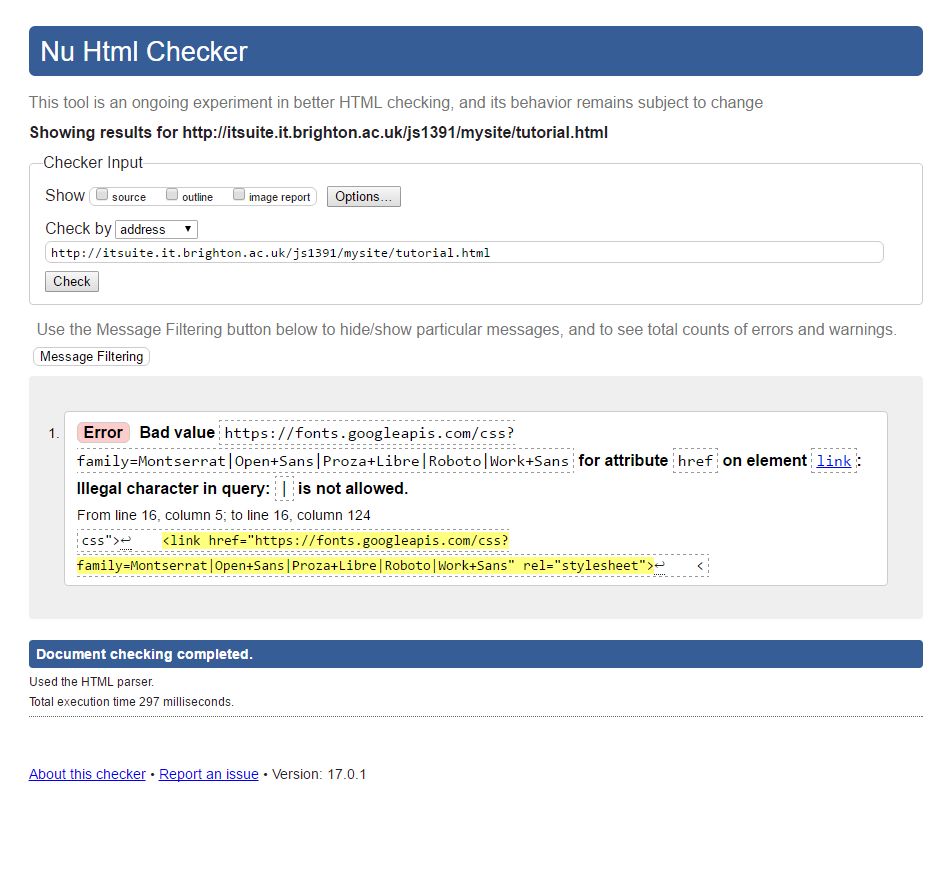 Nu Html Checker
This tool is an ongoing experiment in better HTML checking, and its behavior remains subject to change
Showing results for http://itsuite.it.brighton.ac.uk/js1391/mysite/tutorial.html
Checker Input
Show source outline image report Options...
Check by address ▼
http://itsuite.it.brighton.ac.uk/js1391/mysite/tutorial.html
Check
Use the Message Filtering button below to hide/show particular messages, and to see total counts of errors and warnings.
Message Filtering
1. Error Bad value https://fonts.googleapis.com/css?
family=Montserrat|Open+Sans|Proza+Libre|Roboto|Work+Sans for attribute href on element link:
Illegal character in query: | is not allowed.
From line 16, column 5; to line 16, column 124
css">↩ <link href="https://fonts.googleapis.com/css?
family=Montserrat|Open+Sans|Proza+Libre|Roboto|Work+Sans" rel="stylesheet">↩ <
Document checking completed.
Used the HTML parser.
Total execution time 297 milliseconds.
About this checker • Report an issue • Version: 17.0.1